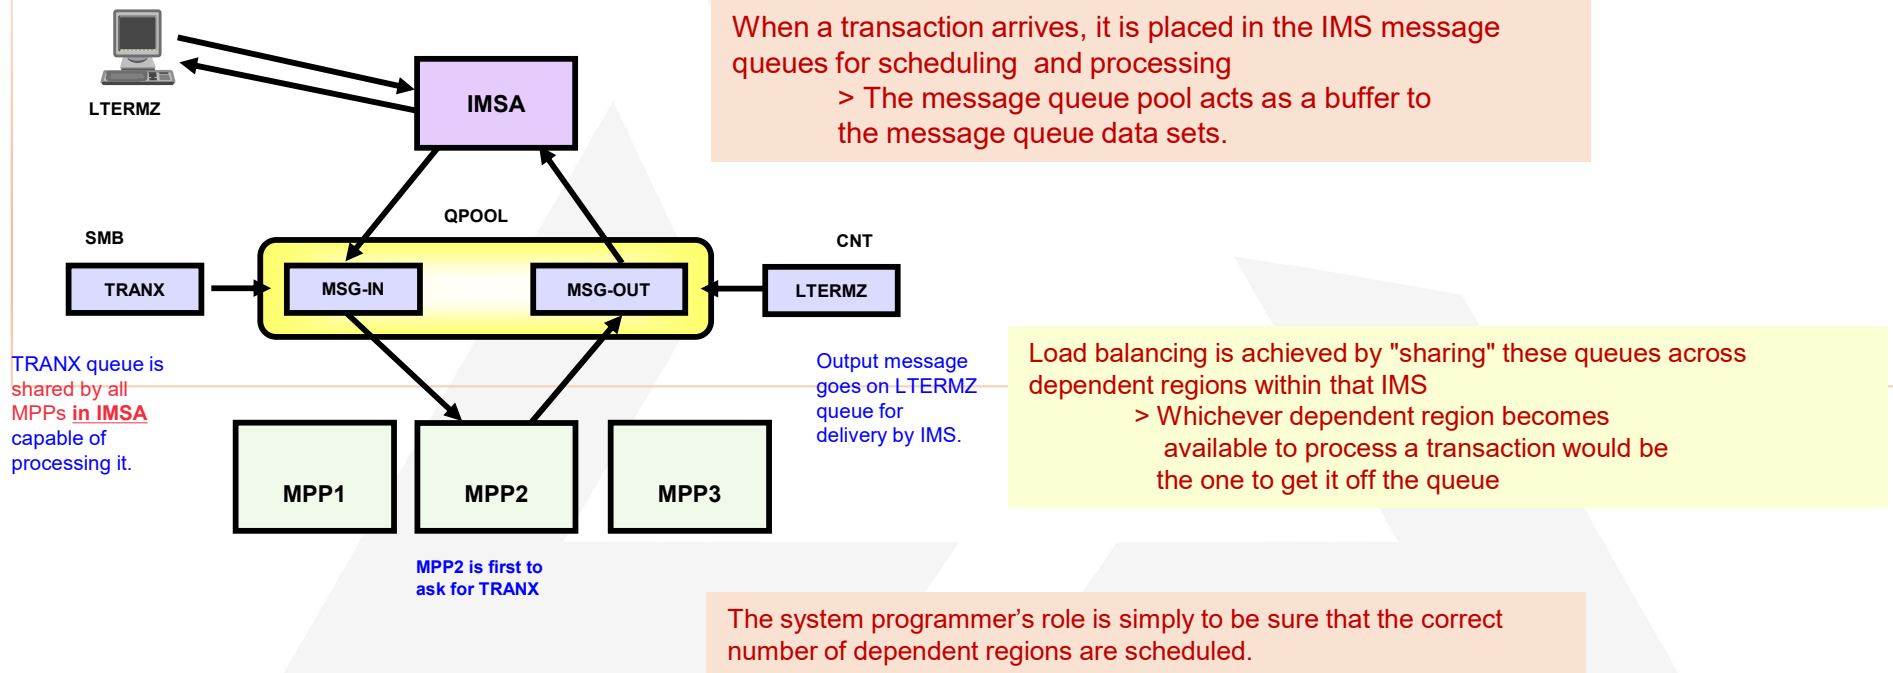 When a transaction arrives, it is placed in the IMS message
queues for scheduling and processing
> The message queue pool acts as a buffer to
the message queue data sets.
LTERMZ
IMSA
QPOOL
SMB
CNT
TRANX
MSG-IN
MSG-OUT
LTERMZ
TRANX queue is
shared by all
MPPs in IMSA
capable of
processing it.
Output message
goes on LTERMZ
queue for
delivery by IMS.
Load balancing is achieved by "sharing" these queues across
dependent regions within that IMS
> Whichever dependent region becomes
available to process a transaction would be
the one to get it off the queue
MPP1
MPP2
MPP3
MPP2 is first to
ask for TRANX
The system programmer’s role is simply to be sure that the correct
number of dependent regions are scheduled.